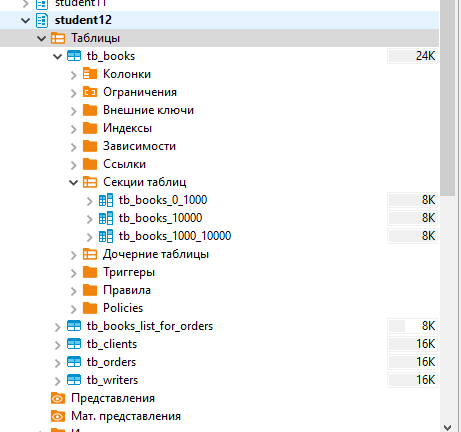 student11
student12
Таблицы
tb_books 24K
Колонки
Ограничения
Внешние ключи
Индексы
Зависимости
Ссылки
Секции таблиц
tb_books_0_1000 8K
tb_books_10000 8K
tb_books_1000_10000 8K
Дочерние таблицы
Триггеры
Правила
Policies
tb_books_list_for_orders 8K
tb_clients 16K
tb_orders 16K
tb_writers 16K
Представления
Мат. представления